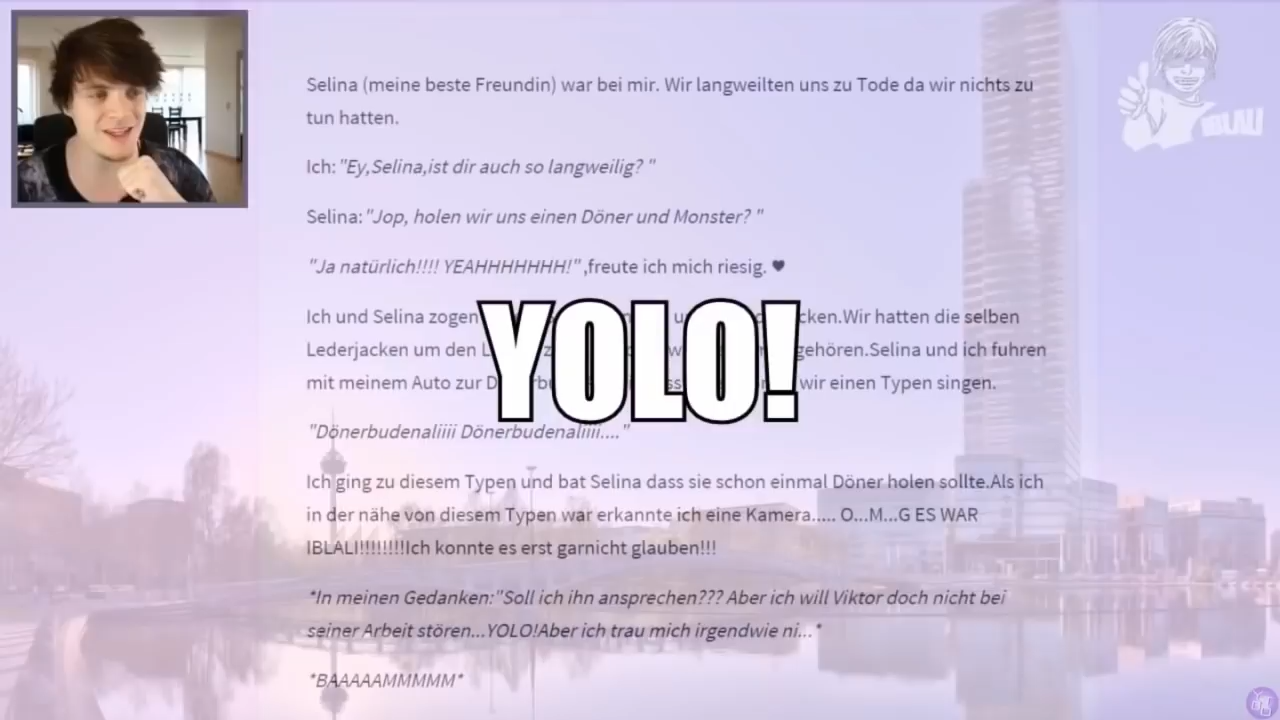 Selina (meine beste Freundin) war bei mir. Wir langweilten uns zu Tode da wir nichts zu
tun hatten.
Ich: "Ey,Selina,ist dir auch so langweilig? "
Selina: "Jop, holen wir uns einen Döner und Monster? "
"Ja natürlich!!!! YEAHHHHHHH!" ,freute ich mich riesig. ♥
Ich und Selina zogen cken.Wir hatten die selben
Lederjacken um den gehören.Selina und ich fuhren
mit meinem Auto zur wir einen Typen singen.
YOLO!
"Dönerbudenaliiii Dönerbudenaliiii...."
Ich ging zu diesem Typen und bat Selina dass sie schon einmal Döner holen sollte.Als ich
in der nähe von diesem Typen war erkannte ich eine Kamera..... O...M...G ES WAR
IBLALI!!!!!!!!!Ich konnte es erst garnicht glauben!!!
*In meinen Gedanken:"Soll ich ihn ansprechen??? Aber ich will Viktor doch nicht bei
seiner Arbeit stören...YOLO!Aber ich trau mich irgendwie ni...*
*BAAAAAMMMMM*
IBLALI